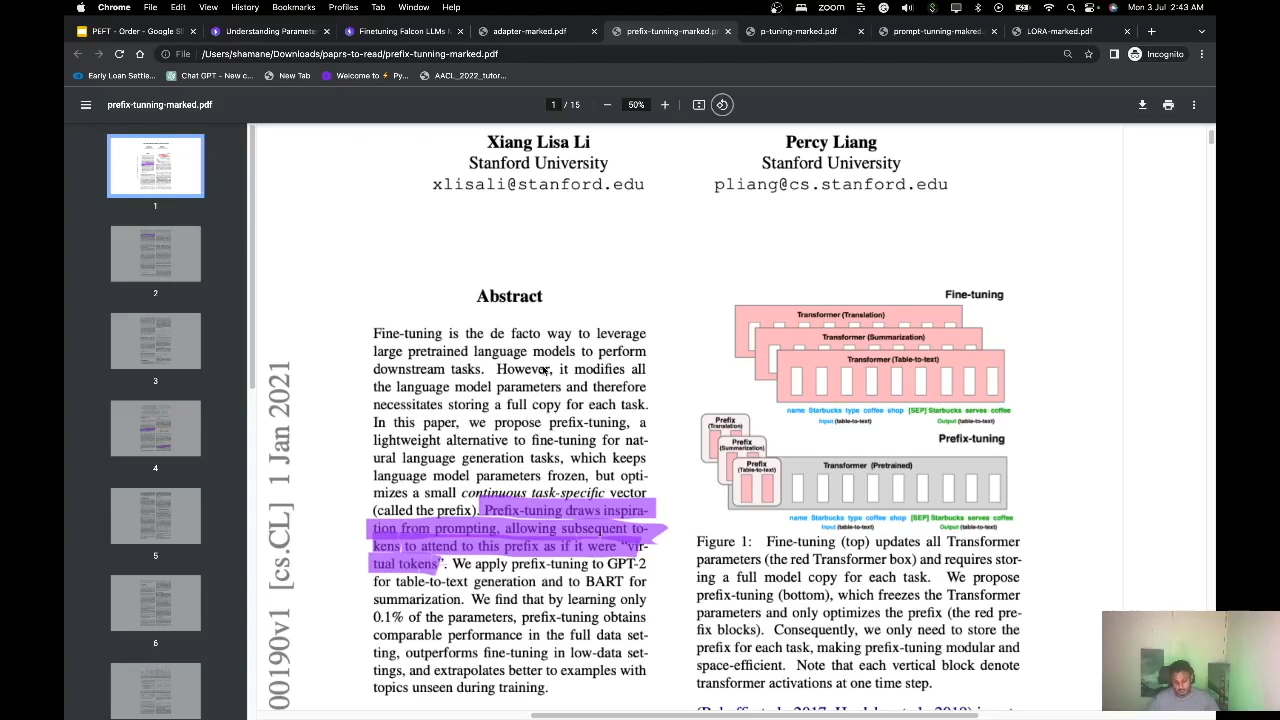 Chrome File Edit View History Bookmarks Profiles Tab Window Help
Mon Jul 3 2:43 AM
PEFT - Order - Google Sl
Understanding Parame
Finetuning Falcon LLMs
adapter-marked.pdf
prefix-tunning-marked.p
p-tunning-marked.pdf
prompt-tunning-makred.
LORA-marked.pdf
File /Users/shamane/Downloads/paprs-to-read/prefix-tunning-marked.pdf
Incognito
Early Loan Settle...
Chat GPT - New c...
New Tab
Welcome to ⚡ Py...
AACL_2022_tutor...
prefix-tunning-marked.pdf
1 / 15
50%
1
2
3
4
5
6
Xiang Lisa Li
Stanford University
xlisali@stanford.edu
Percy Liang
Stanford University
pliang@cs.stanford.edu
00190v1 [cs.CL] 1 Jan 2021
Abstract
Fine-tuning is the de facto way to leverage
large pretrained language models to perform
downstream tasks. However, it modifies all
the language model parameters and therefore
necessitates storing a full copy for each task.
In this paper, we propose prefix-tuning, a
lightweight alternative to fine-tuning for nat-
ural language generation tasks, which keeps
language model parameters frozen, but opti-
mizes a small continuous task-specific vector
(called the prefix). Prefix-tuning draws inspira-
tion from prompting, allowing subsequent to-
kens to attend to this prefix as if it were “vir-
tual tokens”. We apply prefix-tuning to GPT-2
for table-to-text generation and to BART for
summarization. We find that by learning only
0.1% of the parameters, prefix-tuning obtains
comparable performance in the full data set-
ting, outperforms fine-tuning in low-data set-
tings, and extrapolates better to examples with
topics unseen during training.
Fine-tuning
Transformer (Translation)
Transformer (Summarization)
Transformer (Table-to-text)
name Starbucks type coffee shop [SEP] Starbucks serves coffee
Input (table-to-text) Output (table-to-text)
Prefix-tuning
Prefix
(Translation)
Prefix
(Summarization)
Prefix
(Table-to-text)
Transformer (Pretrained)
name Starbucks type coffee shop [SEP] Starbucks serves coffee
Input (table-to-text) Output (table-to-text)
Figure 1: Fine-tuning (top) updates all Transformer
parameters (the red Transformer box) and requires stor-
ing a full model copy for each task. We propose
prefix-tuning (bottom), which freezes the Transformer
parameters and only optimizes the prefix (the red pre-
fix blocks). Consequently, we only need to store the
prefix for each task, making prefix-tuning modular and
space-efficient. Note that each vertical block denote
transformer activations at one time step.